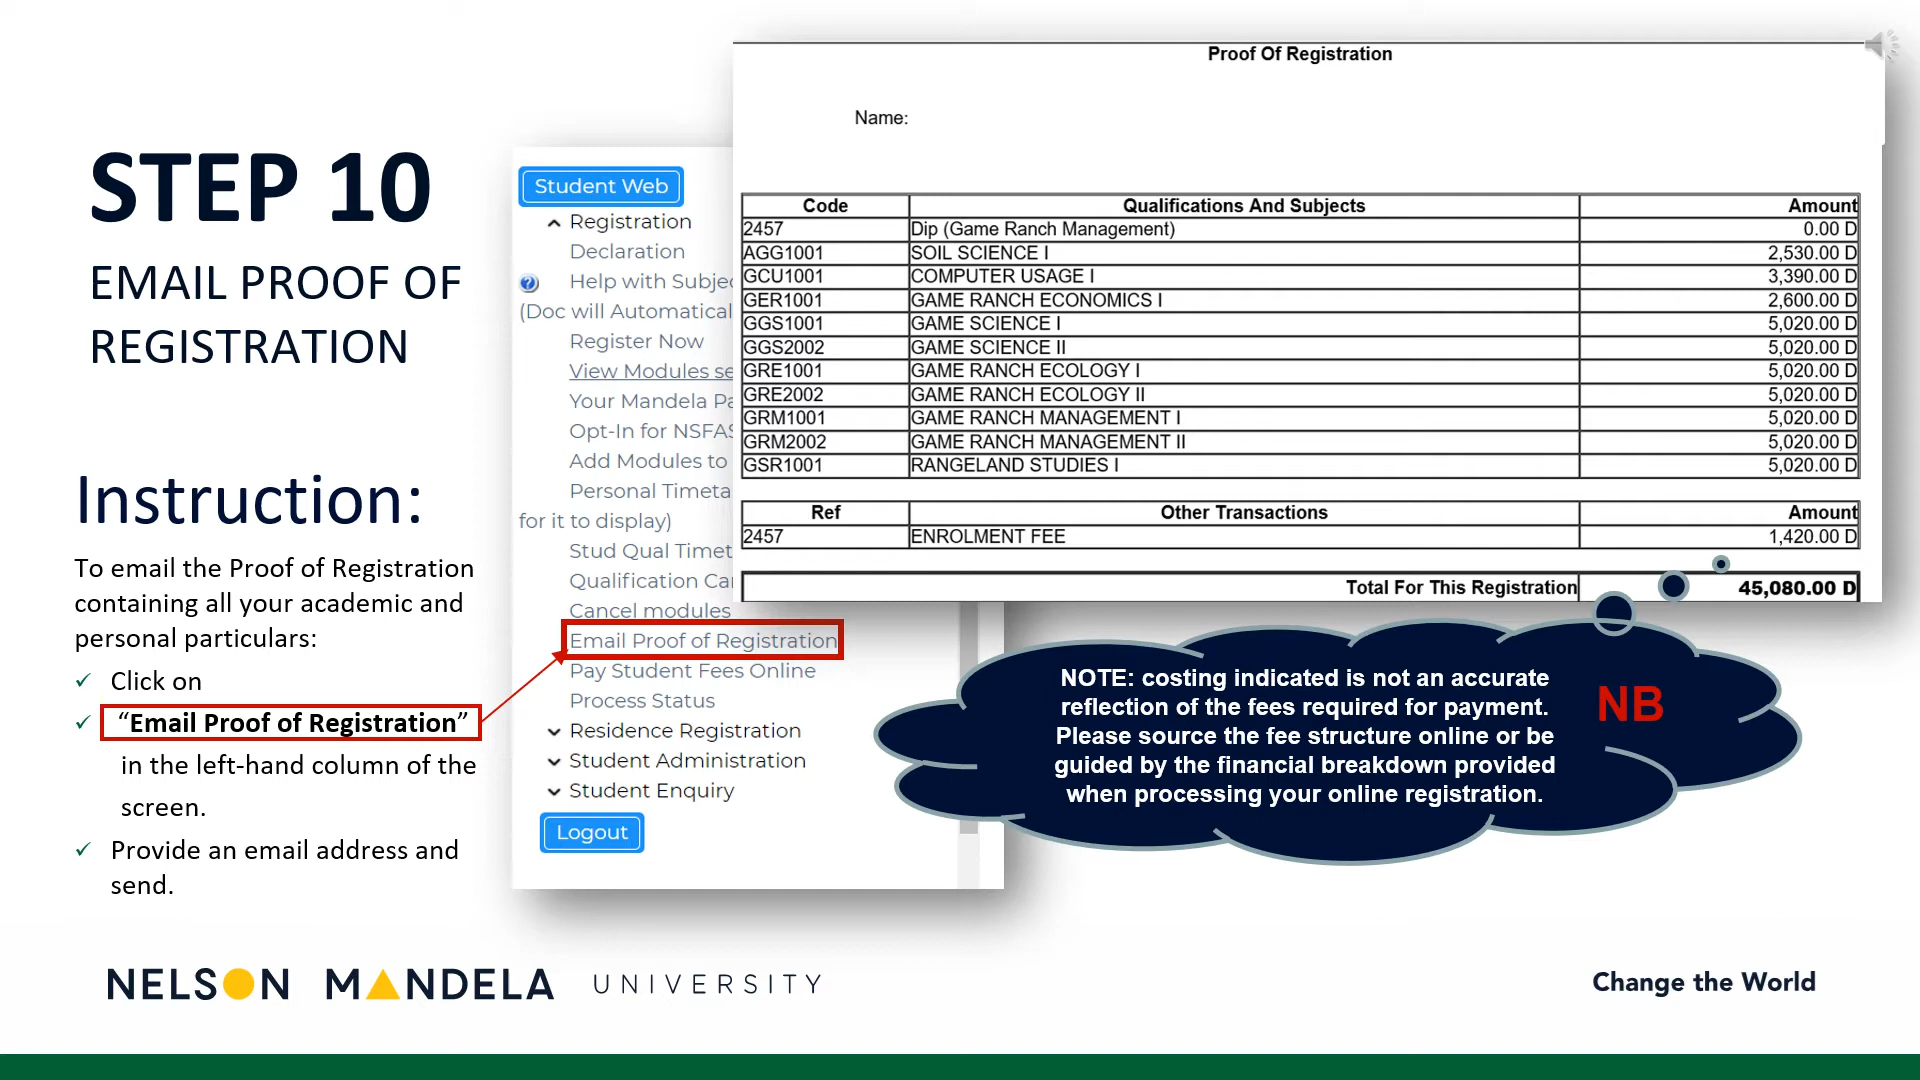 STEP 10
EMAIL PROOF OF
REGISTRATION
Instruction:
To email the Proof of Registration
containing all your academic and
personal particulars:
✓ Click on
✓ “Email Proof of Registration”
in the left-hand column of the
screen.
✓ Provide an email address and
send.
Student Web
Registration
Declaration
Help with Subje
(Doc will Automatical
Register Now
View Modules se
Your Mandela Pa
Opt-In for NSFAS
Add Modules to
Personal Timeta
for it to display)
Stud Qual Timet
Qualification Ca
Cancel modules
Email Proof of Registration
Pay Student Fees Online
Process Status
Residence Registration
Student Administration
Student Enquiry
Logout
Proof Of Registration
Name:
Code Qualifications And Subjects Amount
2457 Dip (Game Ranch Management) 0.00 D
AGG1001 SOIL SCIENCE I 2,530.00 D
GCU1001 COMPUTER USAGE I 3,390.00 D
GER1001 GAME RANCH ECONOMICS I 2,600.00 D
GGS1001 GAME SCIENCE I 5,020.00 D
GGS2002 GAME SCIENCE II 5,020.00 D
GRE1001 GAME RANCH ECOLOGY I 5,020.00 D
GRE2002 GAME RANCH ECOLOGY II 5,020.00 D
GRM1001 GAME RANCH MANAGEMENT I 5,020.00 D
GRM2002 GAME RANCH MANAGEMENT II 5,020.00 D
GSR1001 RANGELAND STUDIES I 5,020.00 D
Ref Other Transactions Amount
2457 ENROLMENT FEE 1,420.00 D
Total For This Registration 45,080.00 D
NOTE: costing indicated is not an accurate
reflection of the fees required for payment.
Please source the fee structure online or be
guided by the financial breakdown provided
when processing your online registration.
NB
NELSON MANDELA UNIVERSITY
Change the World